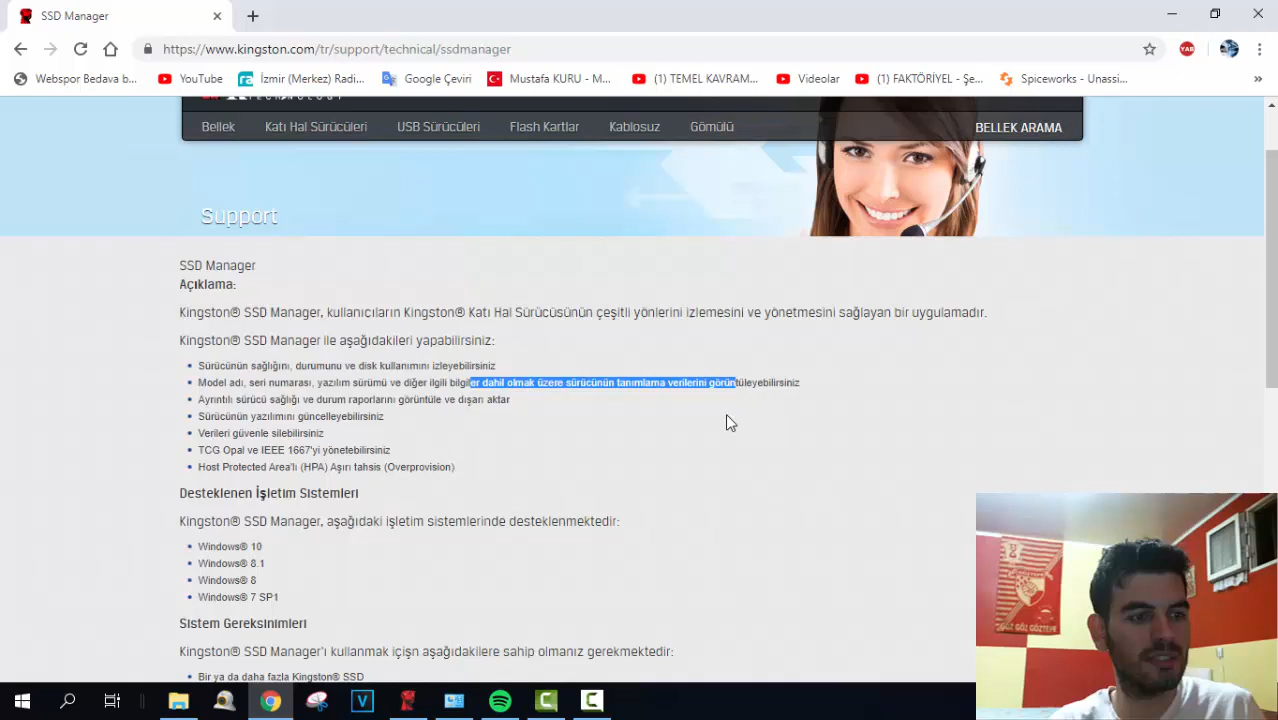 SSD Manager
https://www.kingston.com/tr/support/technical/ssdmanager
YAB
Webspor Bedava b...
YouTube
İzmir (Merkez) Radi...
Google Çeviri
Mustafa KURU - M...
(1) TEMEL KAVRAM...
Videolar
(1) FAKTÖRİYEL - Şe...
Spiceworks - Unassi...
»
Bellek
Katı Hal Sürücüleri
USB Sürücüleri
Flash Kartlar
Kablosuz
Gömülü
BELLEK ARAMA
Support
SSD Manager
Açıklama:
Kingston® SSD Manager, kullanıcıların Kingston® Katı Hal Sürücüsünün çeşitli yönlerini izlemesini ve yönetmesini sağlayan bir uygulamadır.
Kingston® SSD Manager ile aşağıdakileri yapabilirsiniz:
Sürücünün sağlığını, durumunu ve disk kullanımını izleyebilirsiniz
Model adı, seri numarası, yazılım sürümü ve diğer ilgili bilgiler dahil olmak üzere sürücünün tanımlama verilerini görüntüleyebilirsiniz
Ayrıntılı sürücü sağlığı ve durum raporlarını görüntüle ve dışarı aktar
Sürücünün yazılımını güncelleyebilirsiniz
Verileri güvenle silebilirsiniz
TCG Opal ve IEEE 1667'yi yönetebilirsiniz
Host Protected Area'lı (HPA) Aşırı tahsis (Overprovision)
Desteklenen İşletim Sistemleri
Kingston® SSD Manager, aşağıdaki işletim sistemlerinde desteklenmektedir:
Windows® 10
Windows® 8.1
Windows® 8
Windows® 7 SP1
Sistem Gereksinimleri
Kingston® SSD Manager'ı kullanmak içişn aşağıdakilere sahip olmanız gerekmektedir:
Bir ya da daha fazla Kingston® SSD